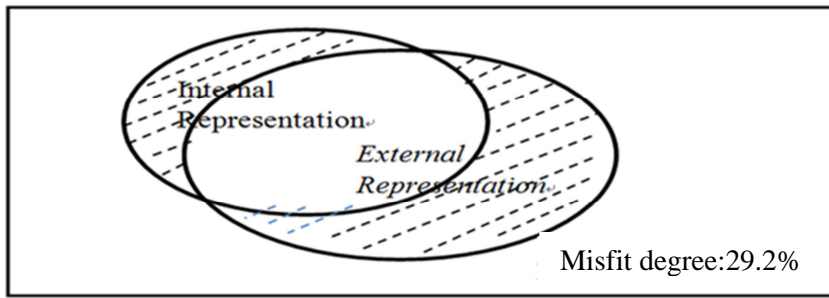 Internal
Representation
External
Representation
Misfit degree:29.2%